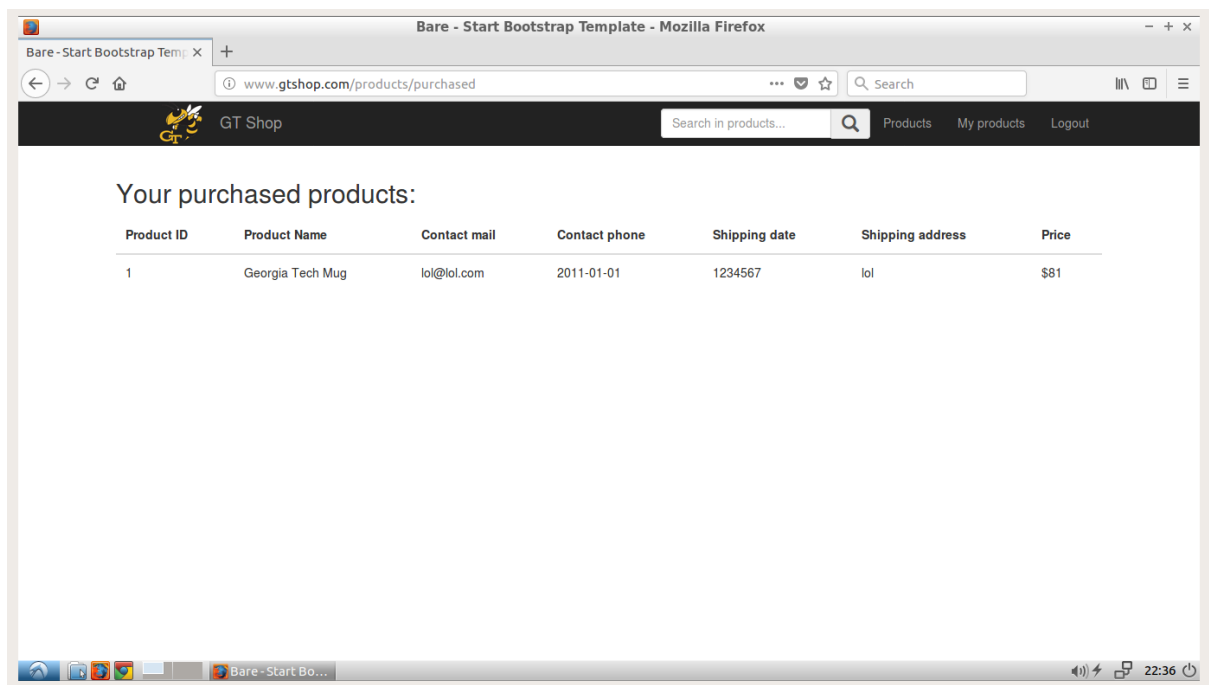 Bare - Start Bootstrap Template - Mozilla Firefox
Bare - Start Bootstrap Temp
www.gtshop.com/products/purchased
Search
GT
GT Shop
Search in products...
Products
My products
Logout
Your purchased products:
Product ID Product Name Contact mail Contact phone Shipping date Shipping address Price
1 Georgia Tech Mug lol@lol.com 2011-01-01 1234567 lol $81
Bare - Start Bo...
22:36